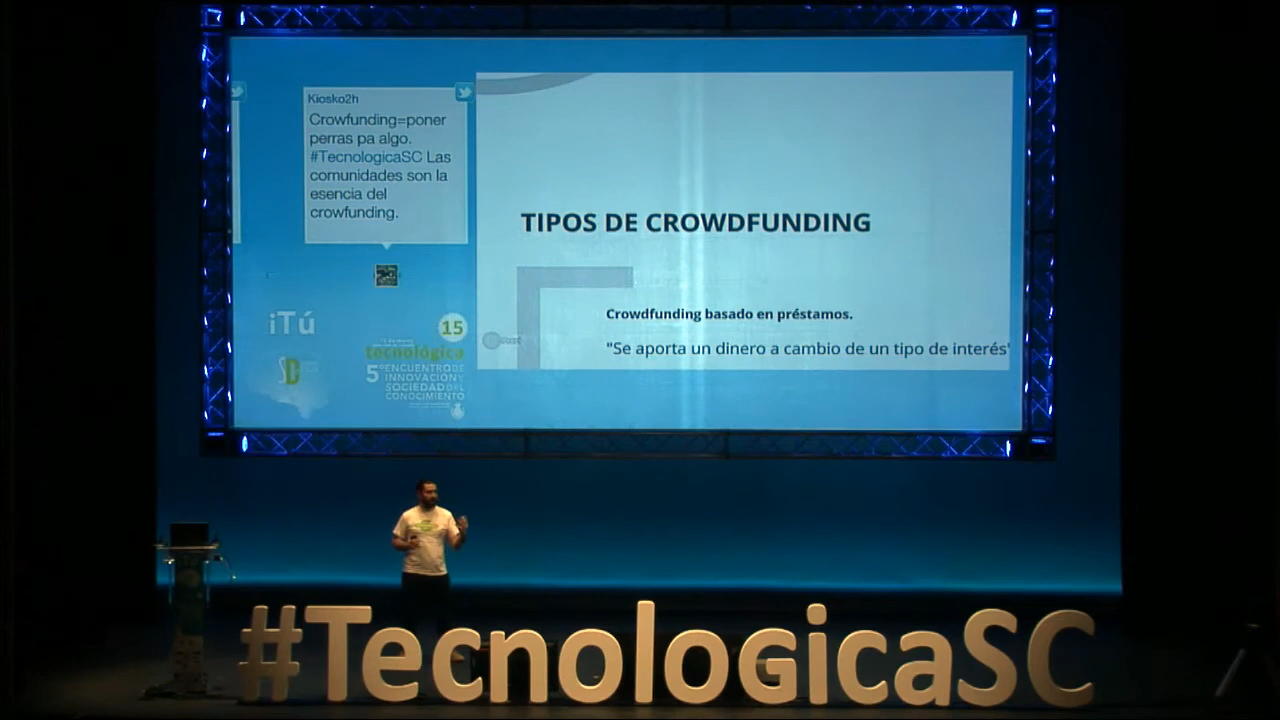 Kiosko2h
Crowfunding=poner
perras pa algo.
#TecnologicaSC Las
comunidades son la
esencia del
crowfunding.
TIPOS DE CROWDFUNDING
Crowdfunding basado en préstamos.
"Se aporta un dinero a cambio de un tipo de interés"
iTú
15
tecnológica
5º ENCUENTRO DE
INNOVACIÓN Y
SOCIEDAD DEL
CONOCIMIENTO
#TecnologicaSC